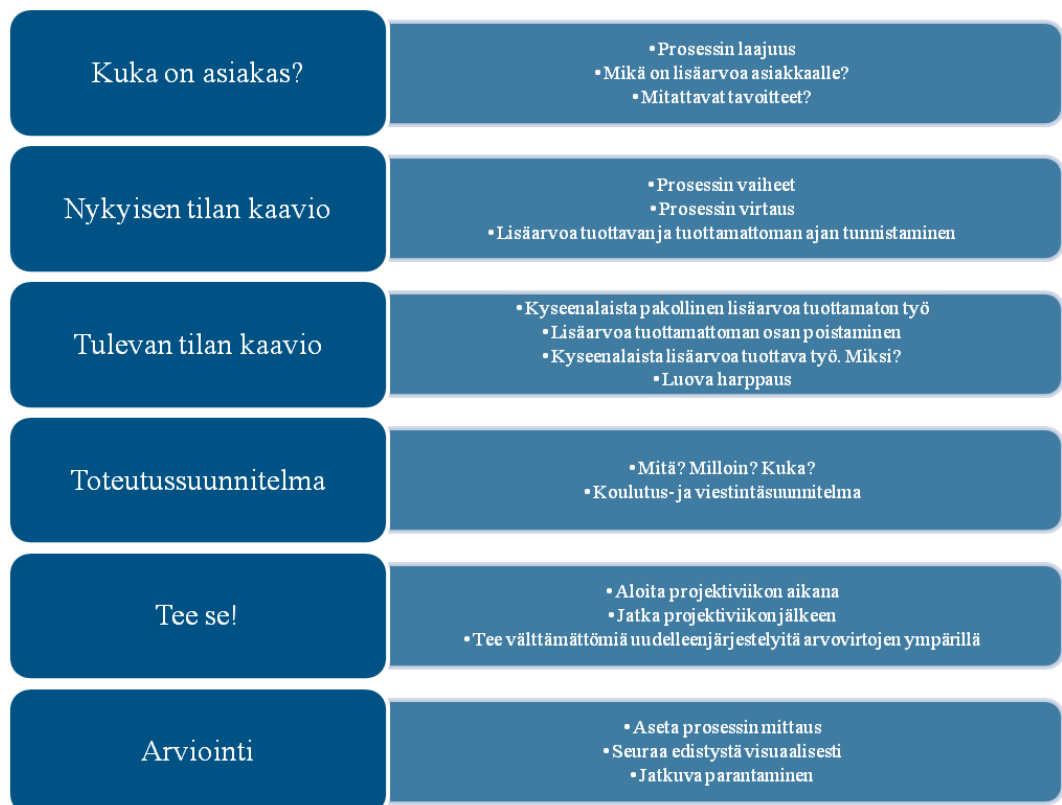 Kuka on asiakas?
• Prosessin laajuus
• Mikä on lisäarvoa asiakkaalle?
• Mitattavat tavoitteet?
Nykyisen tilan kaavio
• Prosessin vaiheet
• Prosessin virtaus
• Lisäarvoa tuottavan ja tuottamattoman ajan tunnistaminen
Tulevan tilan kaavio
• Kyseenalaista pakollinen lisäarvoa tuottamaton työ
• Lisäarvoa tuottamattoman osan poistaminen
• Kyseenalaista lisäarvoa tuottava työ. Miksi?
• Luova harppaus
Toteutussuunnitelma
• Mitä? Milloin? Kuka?
• Koulutus- ja viestintäsuunnitelma
Tee se!
• Aloita projektiviikon aikana
• Jatka projektiviikon jälkeen
• Tee välttämättömiä uudelleenjärjestelyitä arvovirtojen ympärillä
Arviointi
• Aseta prosessin mittaus
• Seuraa edistystä visuaalisesti
• Jatkuva parantaminen